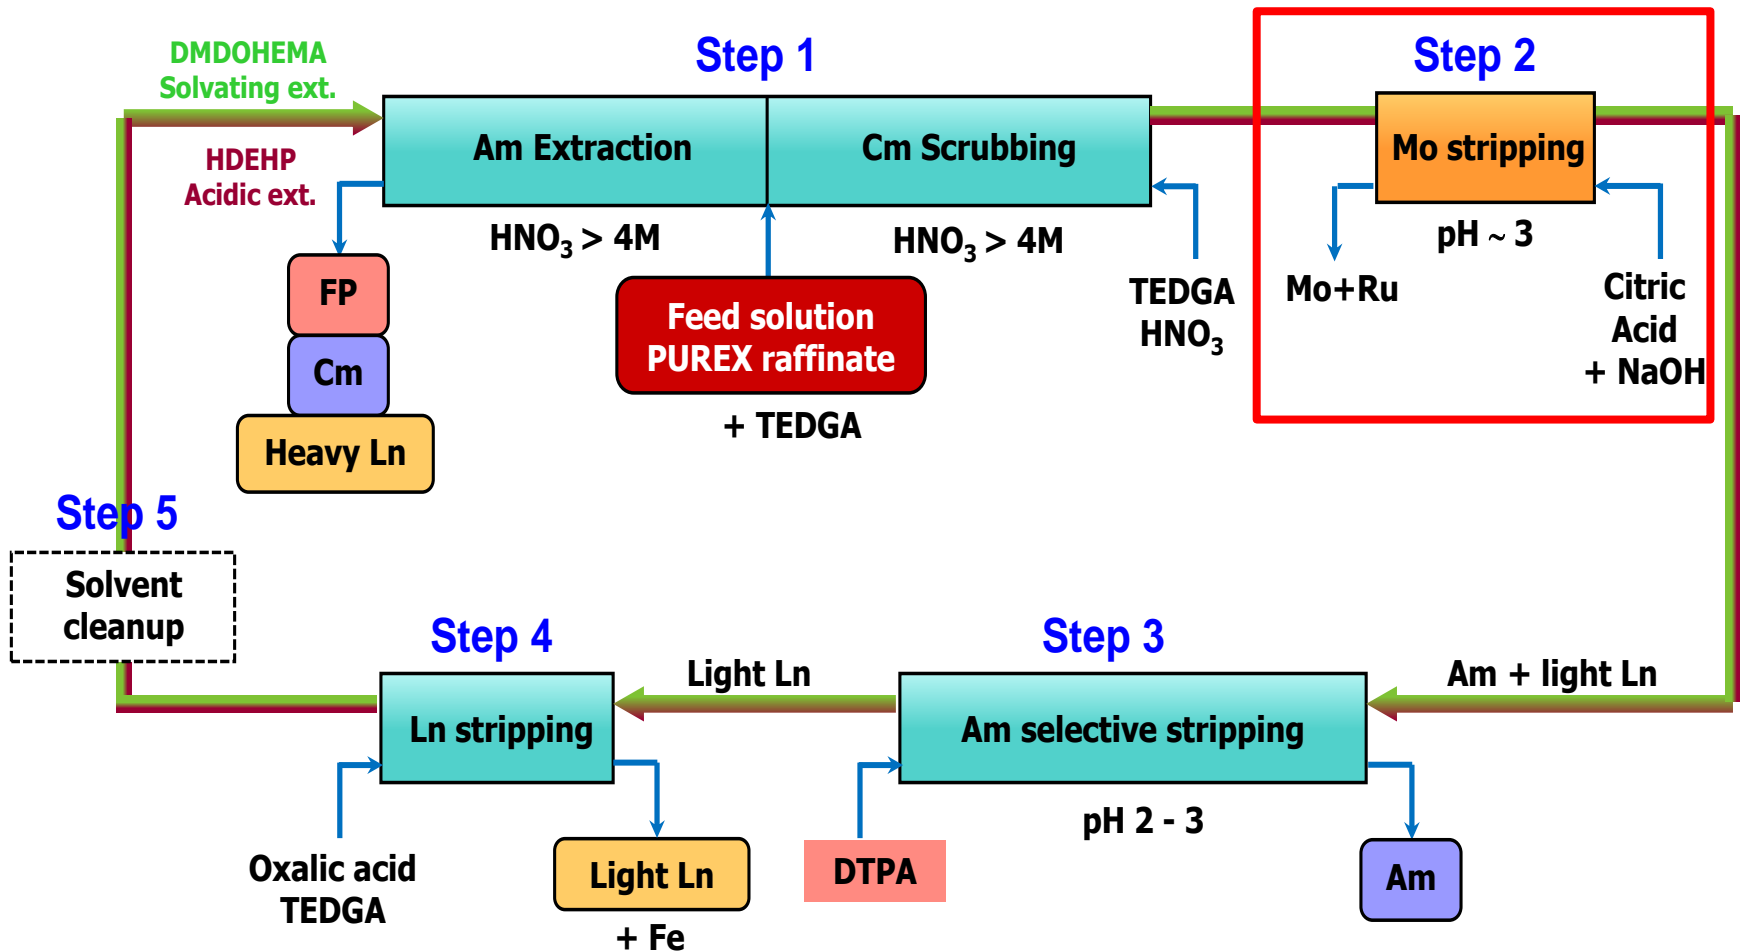 DMDOHEMA
Solvating ext.
HDEHP
Acidic ext.
Step 1
Am Extraction
Cm Scrubbing
HNO₃ > 4M
HNO₃ > 4M
FP
Cm
Heavy Ln
Feed solution
PUREX raffinate
+ TEDGA
TEDGA
HNO₃
Step 2
Mo stripping
pH ~ 3
Mo+Ru
Citric
Acid
+ NaOH
Step 3
Am + light Ln
Am selective stripping
pH 2 - 3
DTPA
Am
Light Ln
Step 4
Ln stripping
Oxalic acid
TEDGA
Light Ln
+ Fe
Step 5
Solvent
cleanup